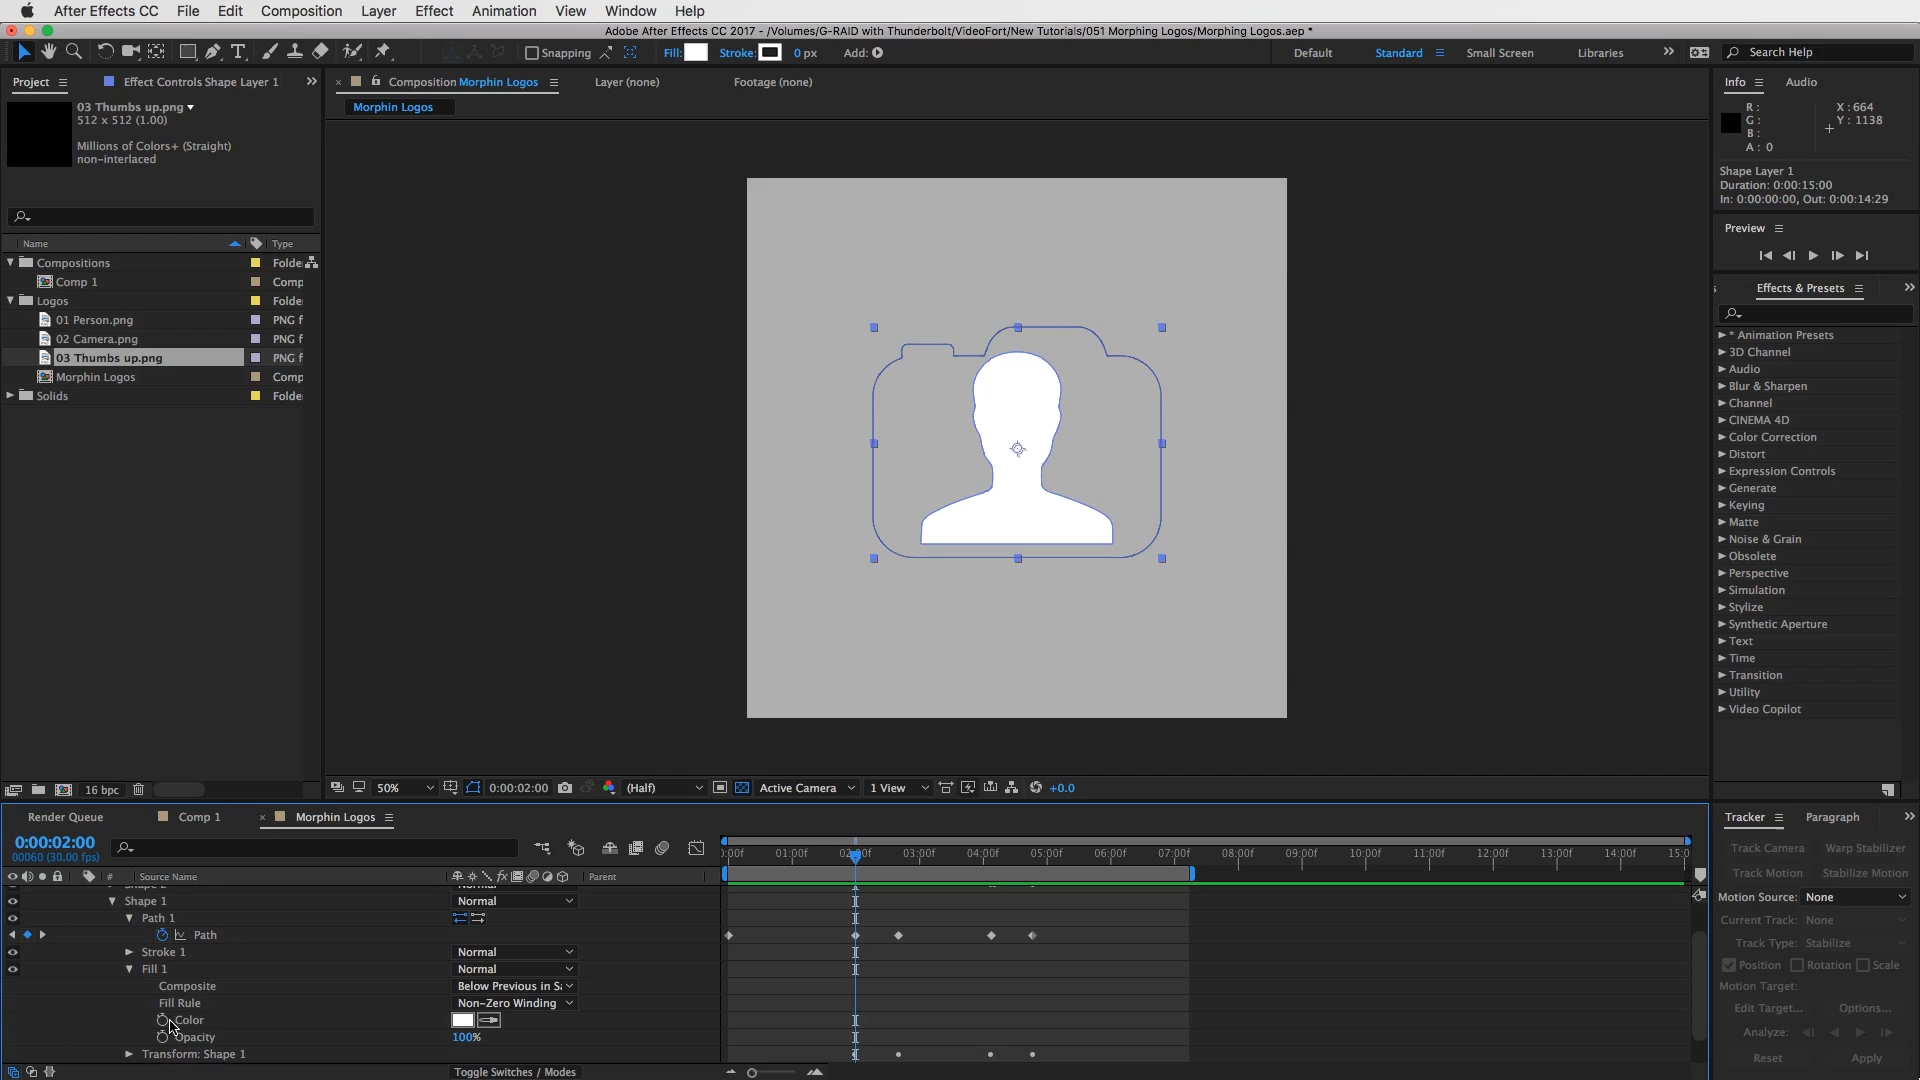 After Effects CC File Edit Composition Layer Effect Animation View Window Help
Adobe After Effects CC 2017 - /Volumes/G-RAID with Thunderbolt/VideoFort/New Tutorials/051 Morphing Logos/Morphing Logos.aep *
Snapping Fill: Stroke: 0 px Add: Default Standard Small Screen Libraries Search Help
Project Effect Controls Shape Layer 1 Composition Morphin Logos Layer (none) Footage (none) Info Audio
03 Thumbs up.png
512 x 512 (1.00)
Millions of Colors+ (Straight)
non-interlaced
Morphin Logos
R: X: 664
G: Y: 1138
B:
A: 0
Shape Layer 1
Duration: 0:00:15:00
In: 0:00:00:00, Out: 0:00:14:29
Preview
Name Type
Compositions Folde
Comp 1 Comp
Logos Folde
01 Person.png PNG f
02 Camera.png PNG f
03 Thumbs up.png PNG f
Morphin Logos Comp
Solids Folde
Effects & Presets
* Animation Presets
3D Channel
Audio
Blur & Sharpen
Channel
CINEMA 4D
Color Correction
Distort
Expression Controls
Generate
Keying
Matte
Noise & Grain
Obsolete
Perspective
Simulation
Stylize
Synthetic Aperture
Text
Time
Transition
Utility
Video Copilot
16 bpc
50% 0:00:02:00 (Half) Active Camera 1 View +0.0
Render Queue Comp 1 Morphin Logos
0:00:02:00
00060 (30.00 fps)
:00f 01:00f 02:00f 03:00f 04:00f 05:00f 06:00f 07:00f 08:00f 09:00f 10:00f 11:00f 12:00f 13:00f 14:00f 15:0
# Source Name Parent
Shape 2 Normal
Shape 1 Normal
Path 1
Path
Stroke 1 Normal
Fill 1 Normal
Composite Below Previous in Sa
Fill Rule Non-Zero Winding
Color
Opacity 100%
Transform: Shape 1
Toggle Switches / Modes
Tracker Paragraph
Track Camera Warp Stabilizer
Track Motion Stabilize Motion
Motion Source: None
Current Track: None
Track Type: Stabilize
Position Rotation Scale
Motion Target:
Edit Target... Options...
Analyze:
Reset Apply